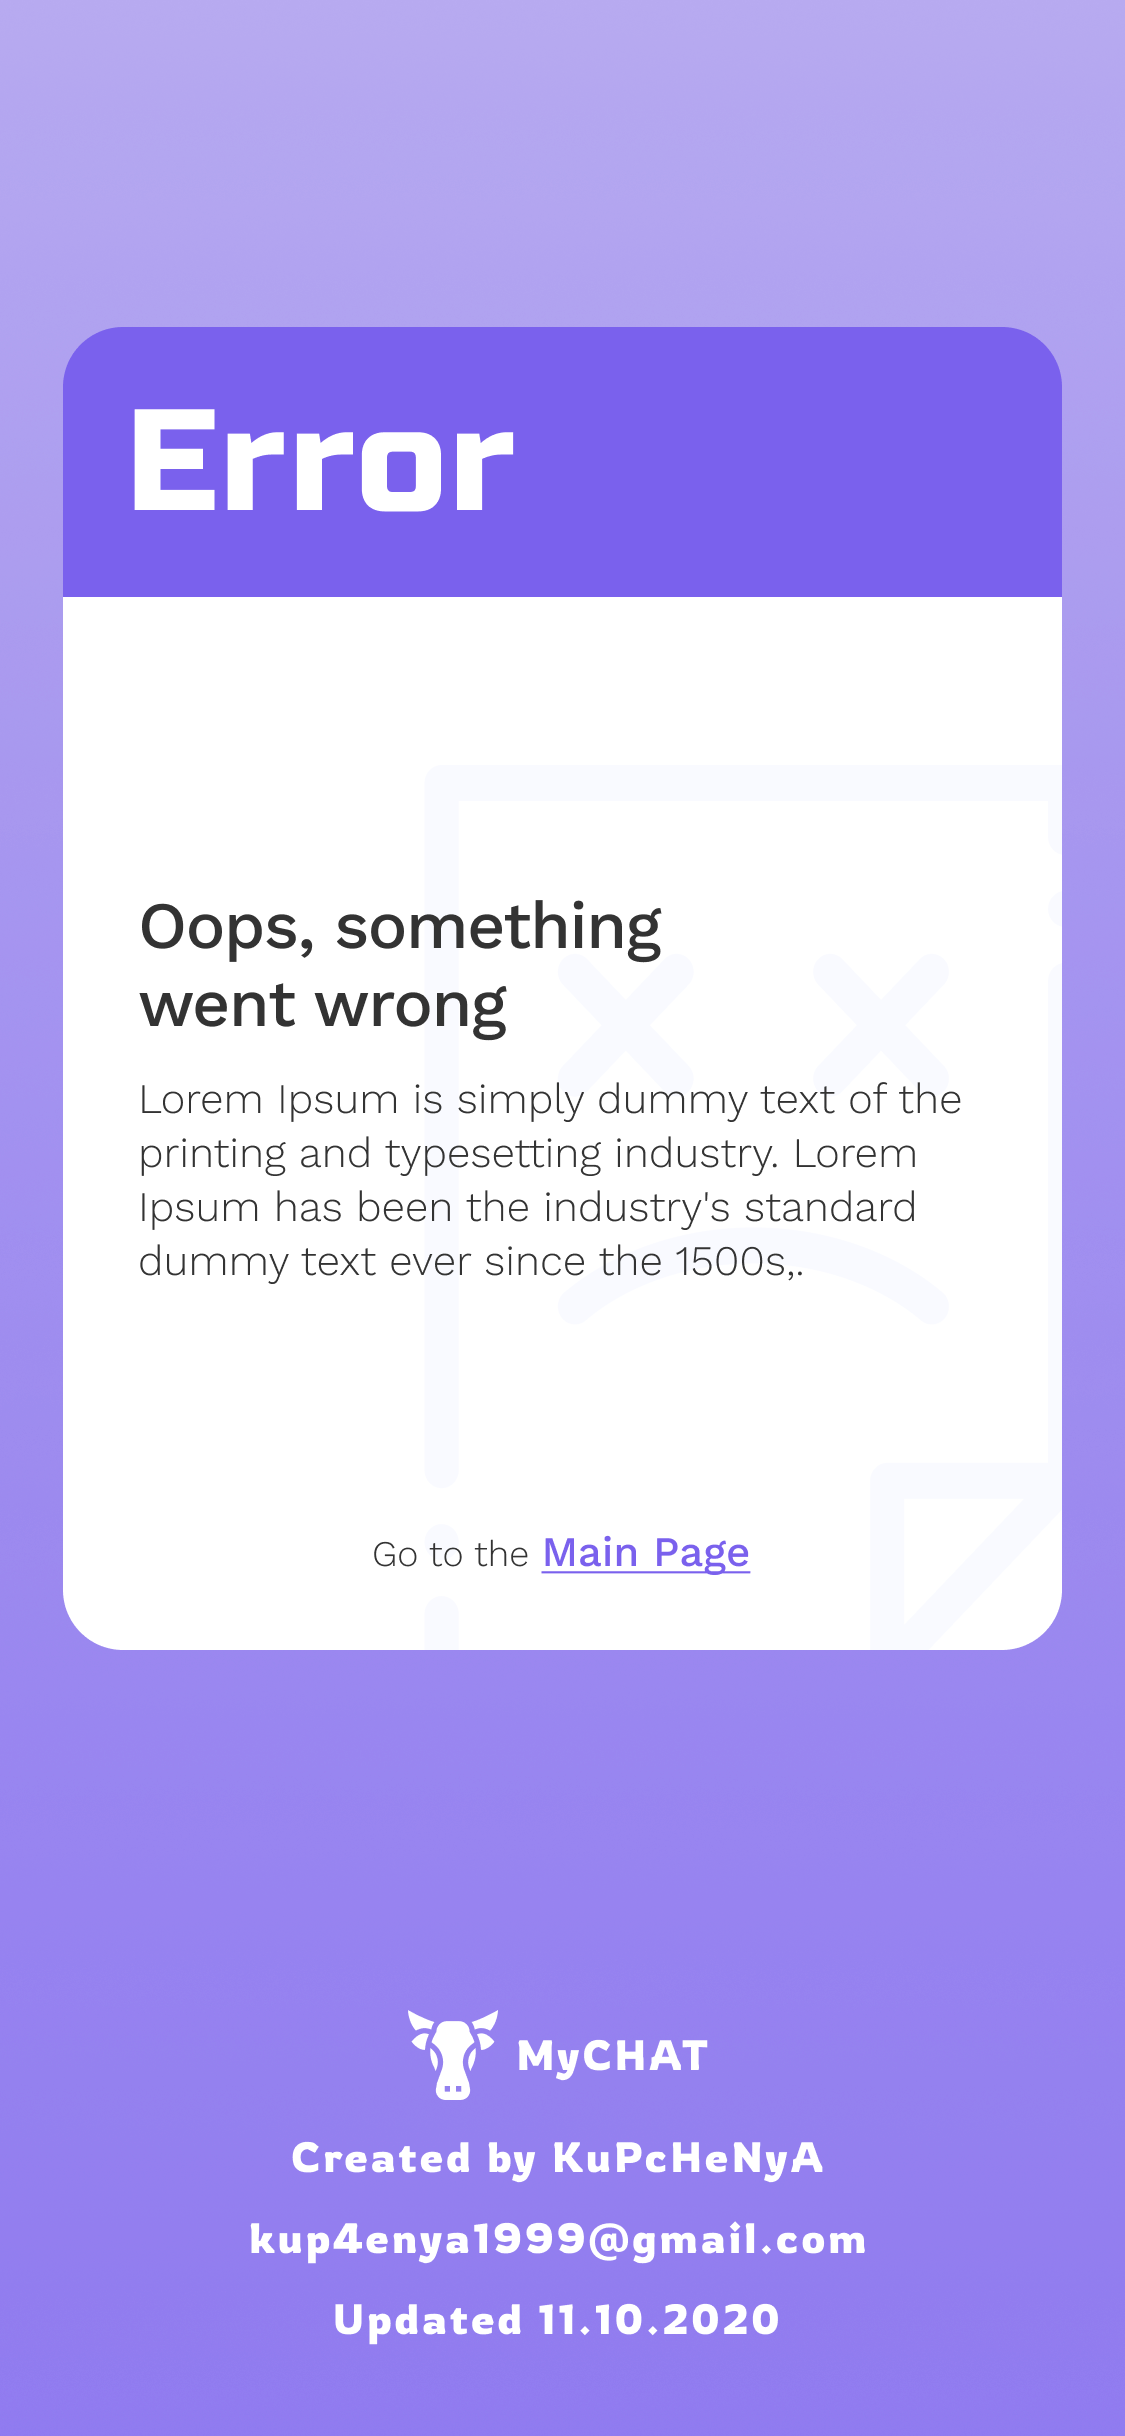 Error
Oops, something
went wrong
Lorem Ipsum is simply dummy text of the
printing and typesetting industry. Lorem
Ipsum has been the industry's standard
dummy text ever since the 1500s,.
Go to the Main Page
MyCHAT
Created by KuPcHeNyA
kup4enya1999@gmail.com
Updated 11.10.2020